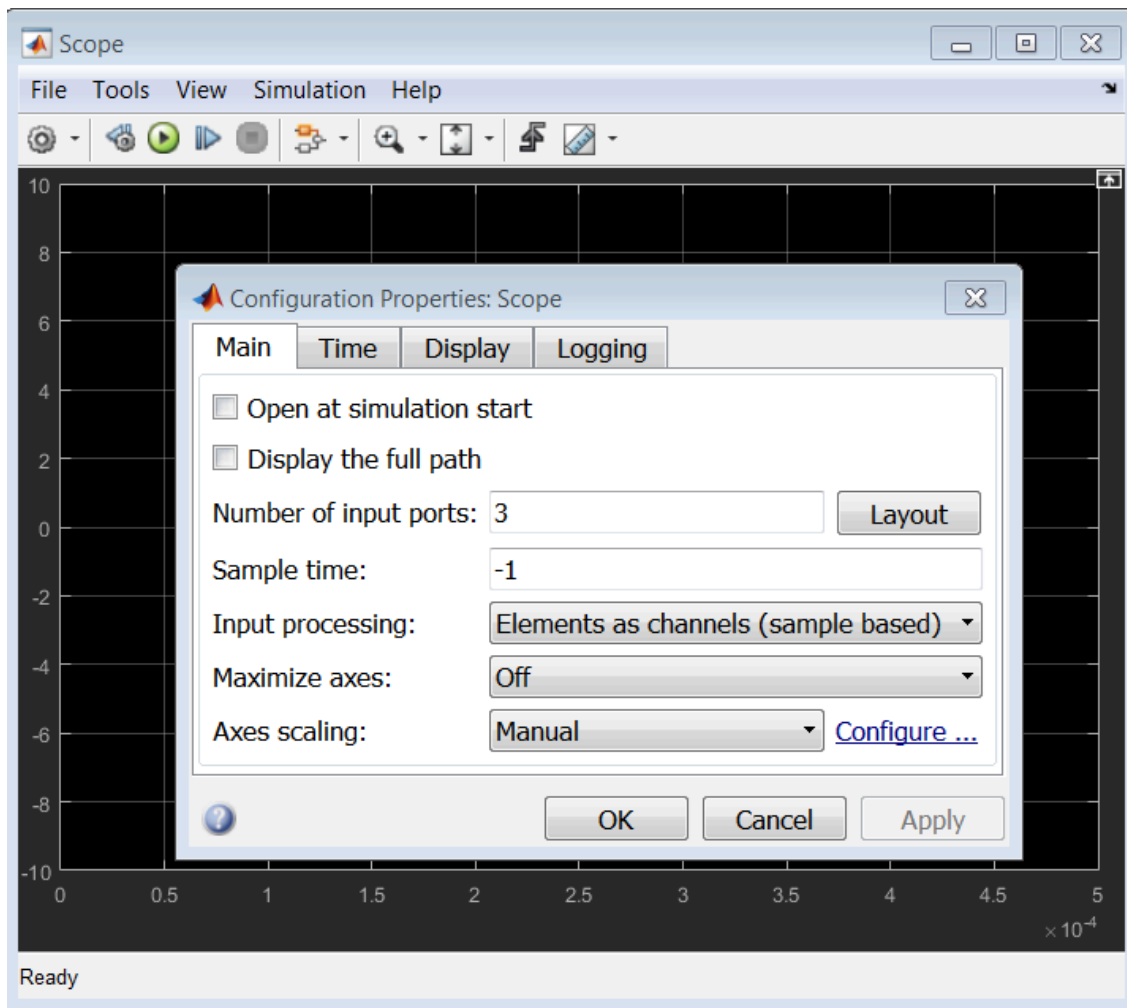 Scope
File Tools View Simulation Help
10
8
6
4
2
0
-2
-4
-6
-8
-10
Configuration Properties: Scope
Main Time Display Logging
Open at simulation start
Display the full path
Number of input ports: 3 Layout
Sample time: -1
Input processing: Elements as channels (sample based)
Maximize axes: Off
Axes scaling: Manual Configure ...
OK Cancel Apply
0 0.5 1 1.5 2 2.5 3 3.5 4 4.5 5
×10-4
Ready